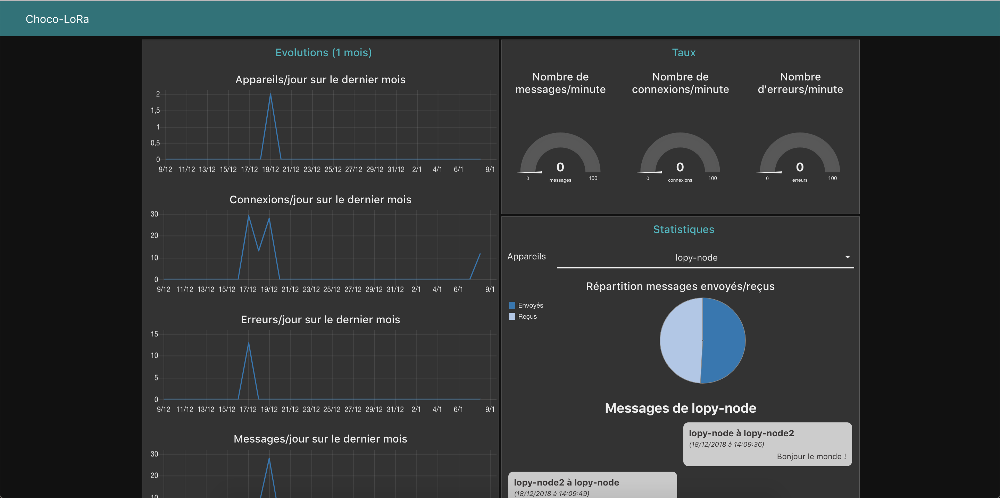 Choco-LoRa
Evolutions (1 mois)
Appareils/jour sur le dernier mois
2
1,5
1
0,5
0
9/12 11/12 13/12 15/12 17/12 19/12 21/12 23/12 25/12 27/12 29/12 31/12 2/1 4/1 6/1 9/1
Connexions/jour sur le dernier mois
30
20
10
0
9/12 11/12 13/12 15/12 17/12 19/12 21/12 23/12 25/12 27/12 29/12 31/12 2/1 4/1 6/1 9/1
Erreurs/jour sur le dernier mois
15
10
5
0
9/12 11/12 13/12 15/12 17/12 19/12 21/12 23/12 25/12 27/12 29/12 31/12 2/1 4/1 6/1 9/1
Messages/jour sur le dernier mois
30
20
10
Taux
Nombre de
messages/minute
0
0 messages 100
Nombre de
connexions/minute
0
0 connexions 100
Nombre
d'erreurs/minute
0
0 erreurs 100
Statistiques
Appareils lopy-node
Répartition messages envoyés/reçus
Envoyés
Reçus
Messages de lopy-node
lopy-node à lopy-node2
(18/12/2018 à 14:09:36)
Bonjour le monde !
lopy-node2 à lopy-node
(18/12/2018 à 14:09:49)